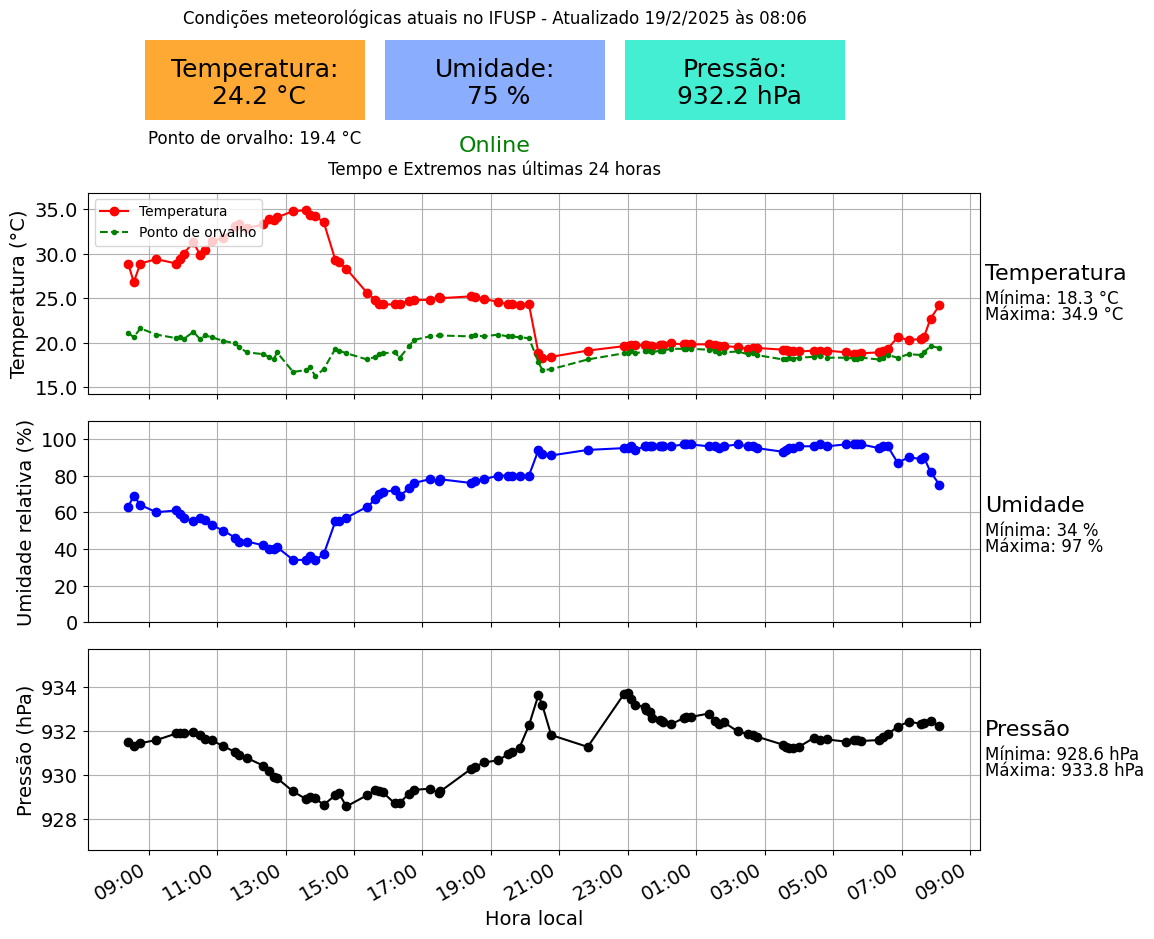 Condições meteorológicas atuais no IFUSP - Atualizado 19/2/2025 às 08:06
Temperatura:
24.2 °C
Umidade:
75 %
Pressão:
932.2 hPa
Ponto de orvalho: 19.4 °C
Online
Tempo e Extremos nas últimas 24 horas
Temperatura (°C)
35.0
30.0
25.0
20.0
15.0
Temperatura
Ponto de orvalho
Temperatura
Mínima: 18.3 °C
Máxima: 34.9 °C
Umidade relativa (%)
100
80
60
40
20
0
Umidade
Mínima: 34 %
Máxima: 97 %
Pressão (hPa)
934
932
930
928
Pressão
Mínima: 928.6 hPa
Máxima: 933.8 hPa
09:00
11:00
13:00
15:00
17:00
19:00
21:00
23:00
01:00
03:00
05:00
07:00
09:00
Hora local